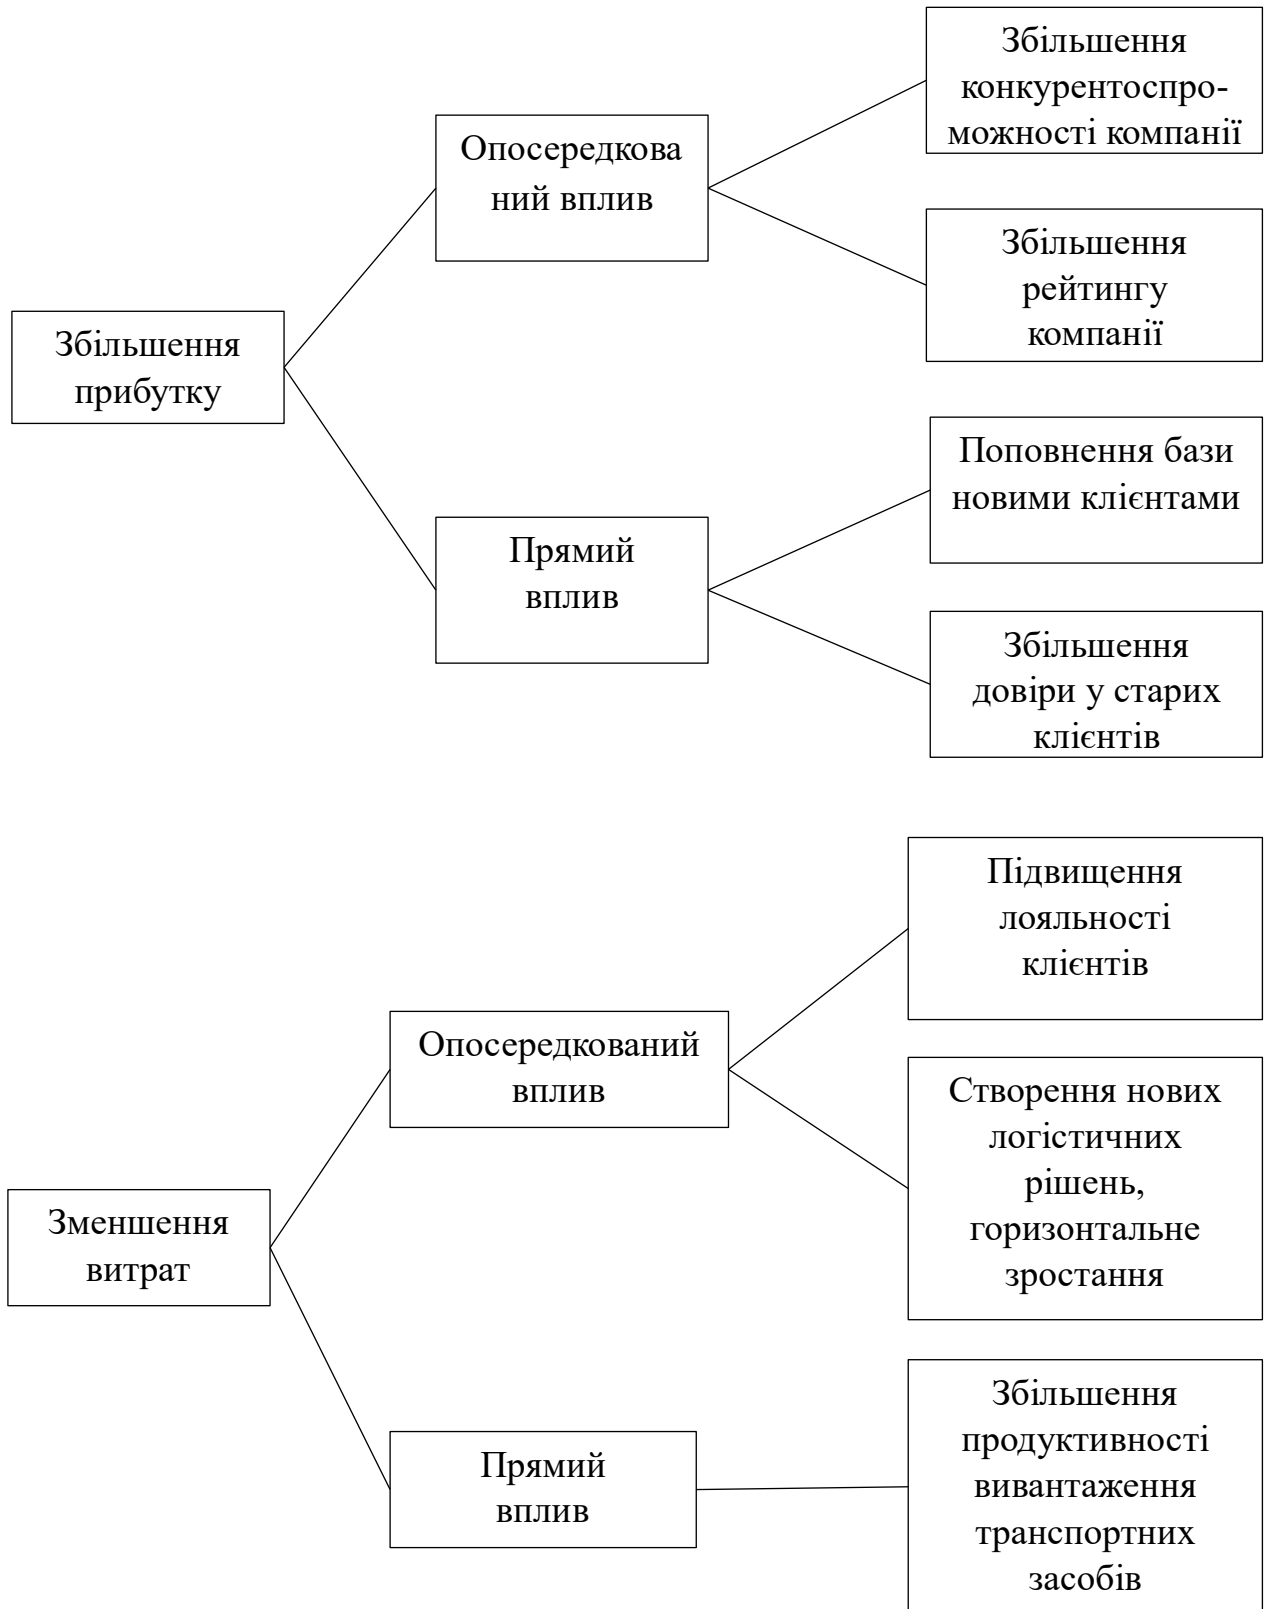 Збільшення
прибутку
Опосередкова
ний вплив
Збільшення
конкурентоспро-
можності компанії
Збільшення
рейтингу
компанії
Прямий
вплив
Поповнення бази
новими клієнтами
Збільшення
довіри у старих
клієнтів
Зменшення
витрат
Опосередкований
вплив
Підвищення
лояльності
клієнтів
Створення нових
логістичних
рішень,
горизонтальне
зростання
Прямий
вплив
Збільшення
продуктивності
вивантаження
транспортних
засобів